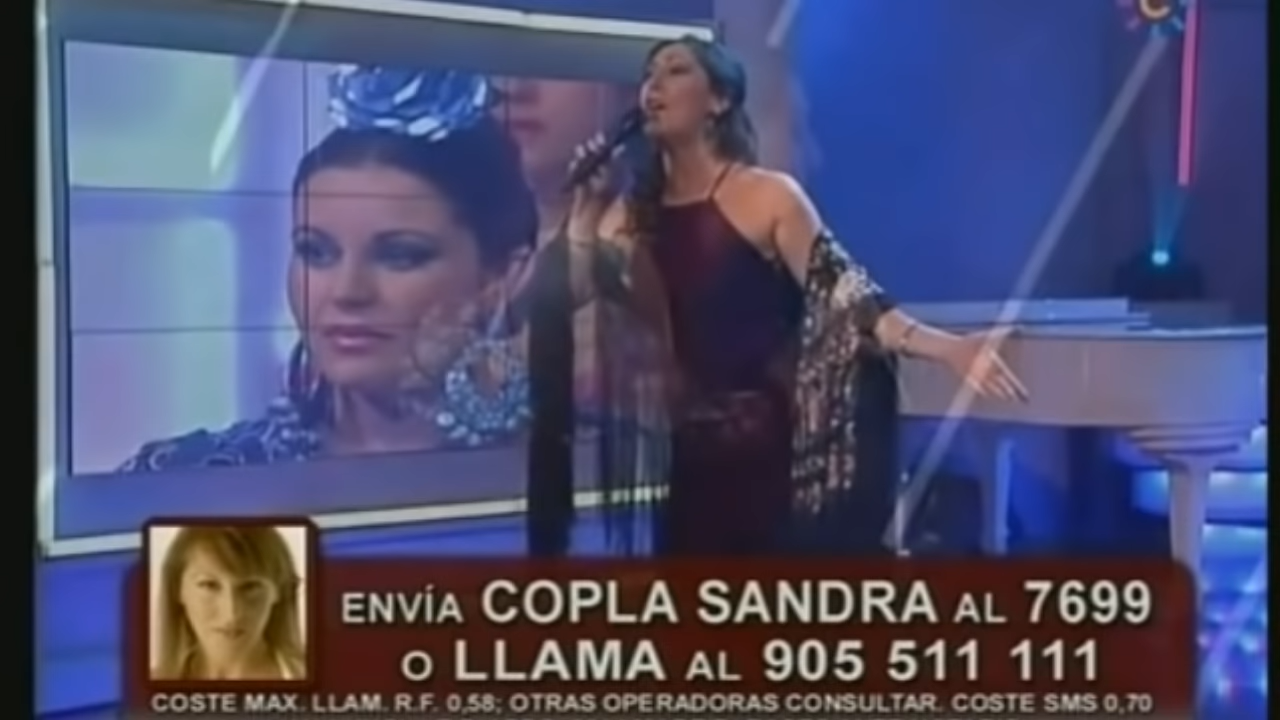 ENVÍA COPLA SANDRA AL 7699
O LLAMA AL 905 511 111
COSTE MAX. LLAM. R.F. 0,58; OTRAS OPERADORAS CONSULTAR. COSTE SMS 0,70